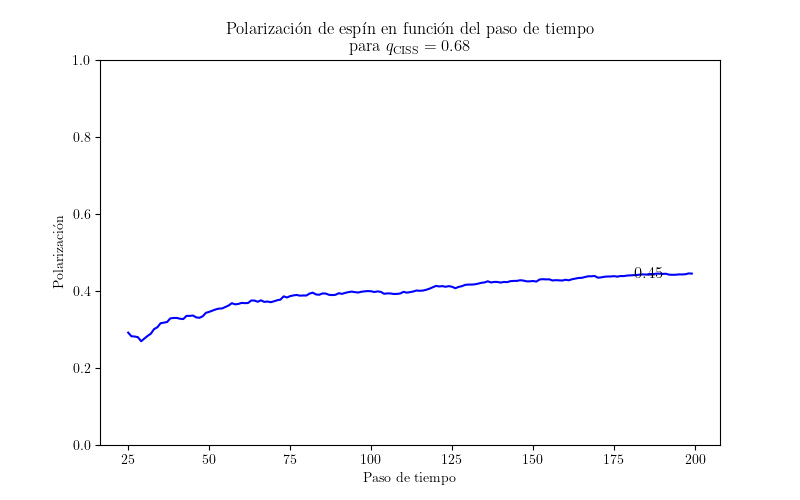 Polarización de espín en función del paso de tiempo
para qCISS = 0.68
1.0
0.8
0.6
0.4
0.2
0.0
Polarización
0.45
25 50 75 100 125 150 175 200
Paso de tiempo